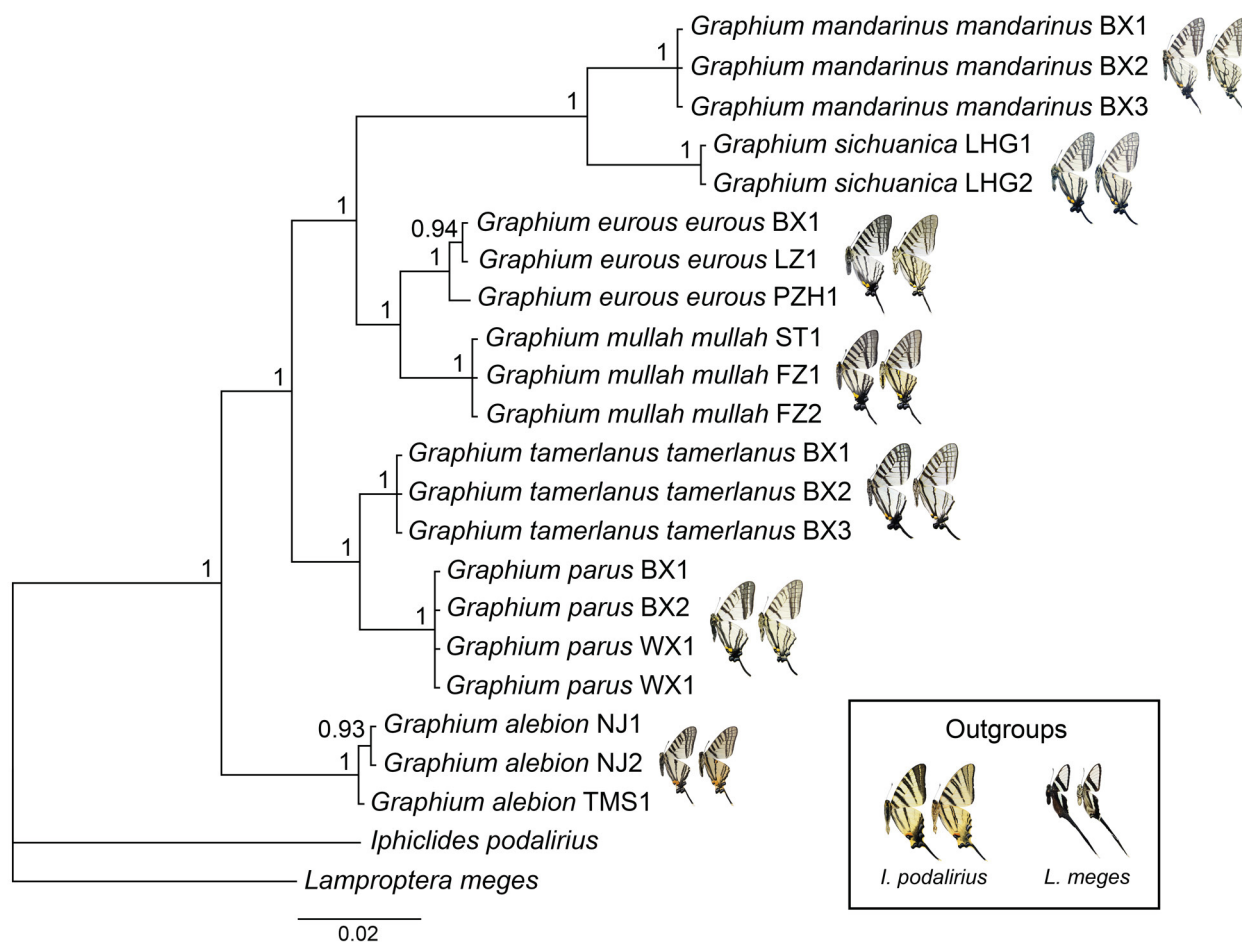 1
Graphium mandarinus mandarinus BX1
Graphium mandarinus mandarinus BX2
Graphium mandarinus mandarinus BX3
1
1
Graphium sichuanica LHG1
Graphium sichuanica LHG2
1
0.94
Graphium eurous eurous BX1
Graphium eurous eurous LZ1
1
Graphium eurous eurous PZH1
1
Graphium mullah mullah ST1
1
Graphium mullah mullah FZ1
Graphium mullah mullah FZ2
1
Graphium tamerlanus tamerlanus BX1
1
Graphium tamerlanus tamerlanus BX2
Graphium tamerlanus tamerlanus BX3
1
Graphium parus BX1
Graphium parus BX2
1
Graphium parus WX1
Graphium parus WX1
1
0.93
Graphium alebion NJ1
Graphium alebion NJ2
1
Graphium alebion TMS1
Iphiclides podalirius
Lamproptera meges
0.02
Outgroups
I. podalirius
L. meges